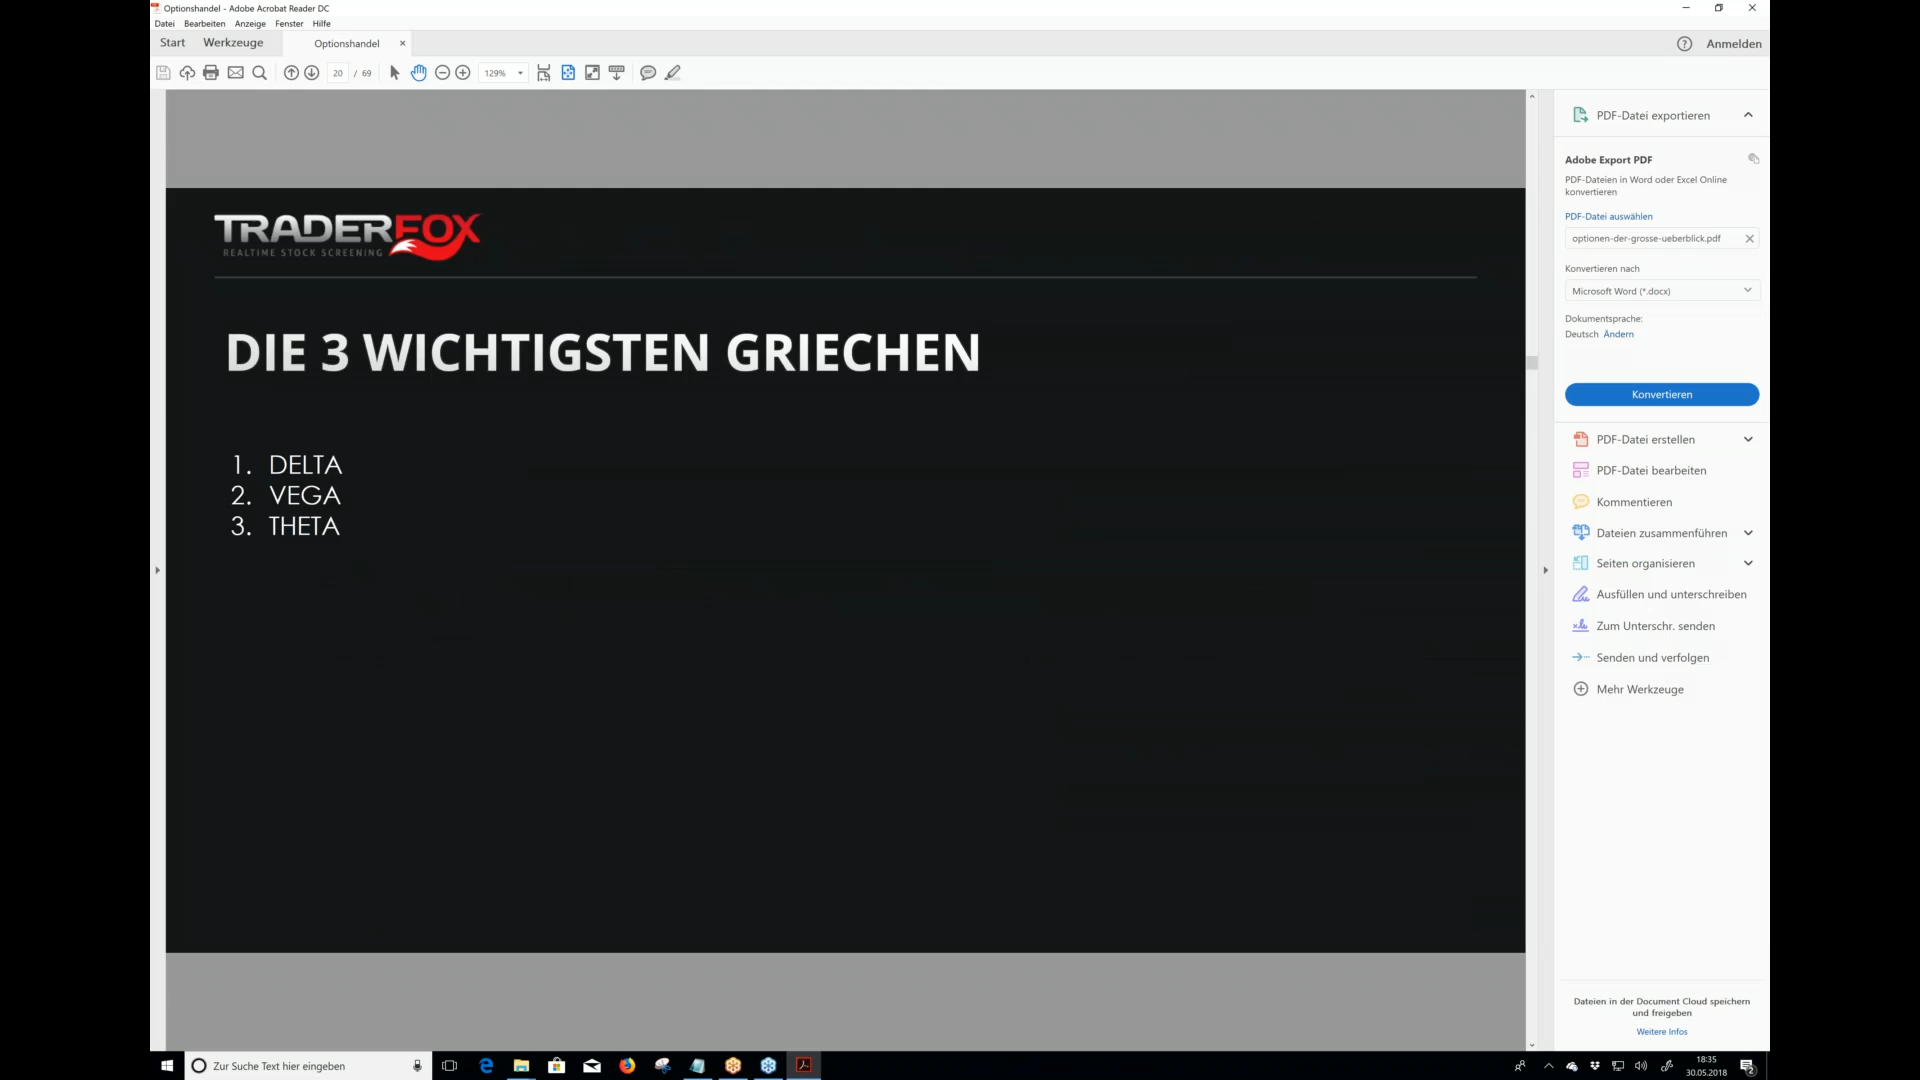 Optionshandel - Adobe Acrobat Reader DC
Datei Bearbeiten Anzeige Fenster Hilfe
Start Werkzeuge Optionshandel × Anmelden
20 / 69 129%
PDF-Datei exportieren
Adobe Export PDF
PDF-Dateien in Word oder Excel Online
konvertieren
PDF-Datei auswählen
optionen-der-grosse-ueberblick.pdf
Konvertieren nach
Microsoft Word (*.docx)
Dokumentsprache:
Deutsch Ändern
Konvertieren
PDF-Datei erstellen
PDF-Datei bearbeiten
Kommentieren
Dateien zusammenführen
Seiten organisieren
Ausfüllen und unterschreiben
Zum Unterschr. senden
Senden und verfolgen
Mehr Werkzeuge
Dateien in der Document Cloud speichern
und freigeben
Weitere Infos
TRADERFOX
REALTIME STOCK SCREENING
DIE 3 WICHTIGSTEN GRIECHEN
1. DELTA
2. VEGA
3. THETA
Zur Suche Text hier eingeben
18:35
30.05.2018
2